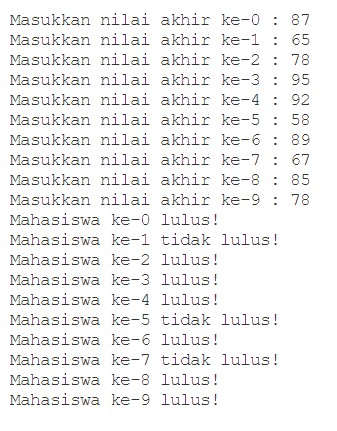 Masukkan nilai akhir ke-0 : 87
Masukkan nilai akhir ke-1 : 65
Masukkan nilai akhir ke-2 : 78
Masukkan nilai akhir ke-3 : 95
Masukkan nilai akhir ke-4 : 92
Masukkan nilai akhir ke-5 : 58
Masukkan nilai akhir ke-6 : 89
Masukkan nilai akhir ke-7 : 67
Masukkan nilai akhir ke-8 : 85
Masukkan nilai akhir ke-9 : 78
Mahasiswa ke-0 lulus!
Mahasiswa ke-1 tidak lulus!
Mahasiswa ke-2 lulus!
Mahasiswa ke-3 lulus!
Mahasiswa ke-4 lulus!
Mahasiswa ke-5 tidak lulus!
Mahasiswa ke-6 lulus!
Mahasiswa ke-7 tidak lulus!
Mahasiswa ke-8 lulus!
Mahasiswa ke-9 lulus!